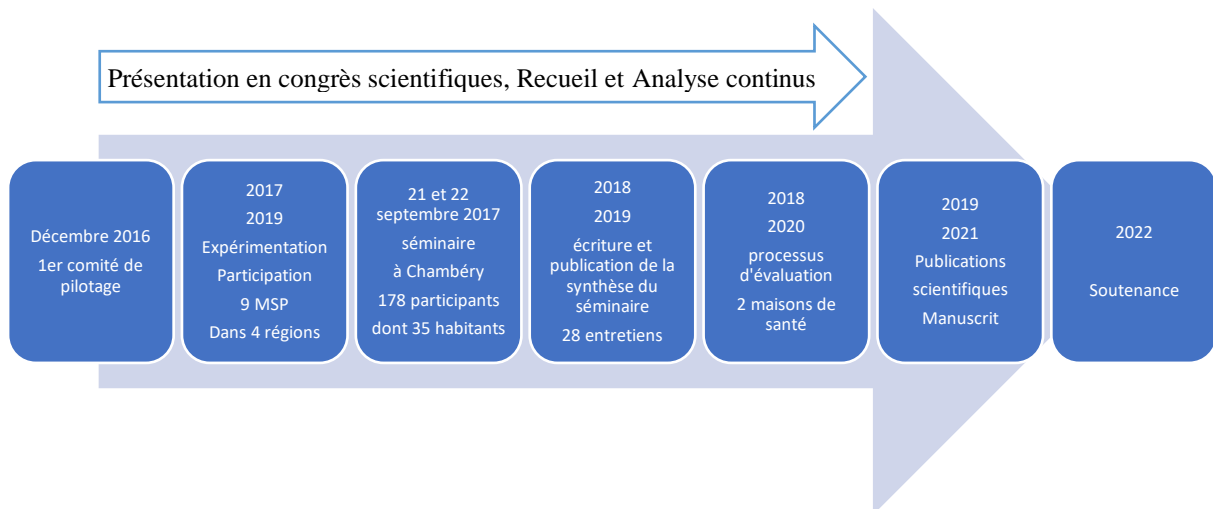 Présentation en congrès scientifiques, Recueil et Analyse continus
Décembre 2016
1er comité de
pilotage
2017
2019
Expérimentation
Participation
9 MSP
Dans 4 régions
21 et 22
septembre 2017
séminaire
à Chambéry
178 participants
dont 35 habitants
2018
2019
écriture et
publication de la
synthèse du
séminaire
28 entretiens
2018
2020
processus
d'évaluation
2 maisons de
santé
2019
2021
Publications
scientifiques
Manuscrit
2022
Soutenance